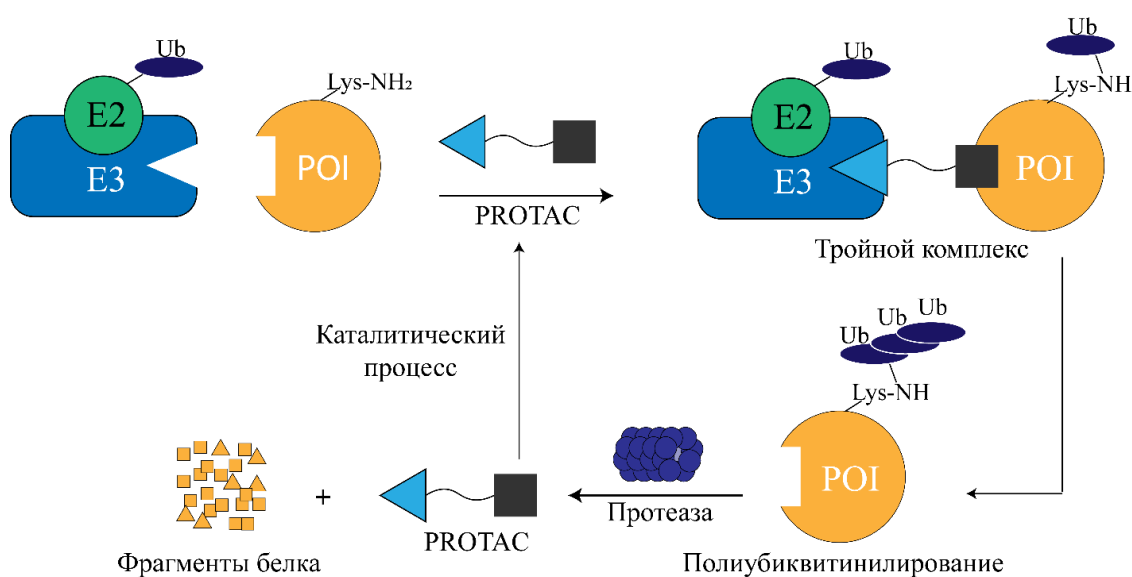 Ub
E2
E3
Lys-NH₂
POI
PROTAC
Ub
E2
E3
Ub
Lys-NH
POI
Тройной комплекс
Каталитический
процесс
Ub
Ub
Ub
Lys-NH
POI
Полиубиквитинилирование
Протеаза
+
PROTAC
Фрагменты белка